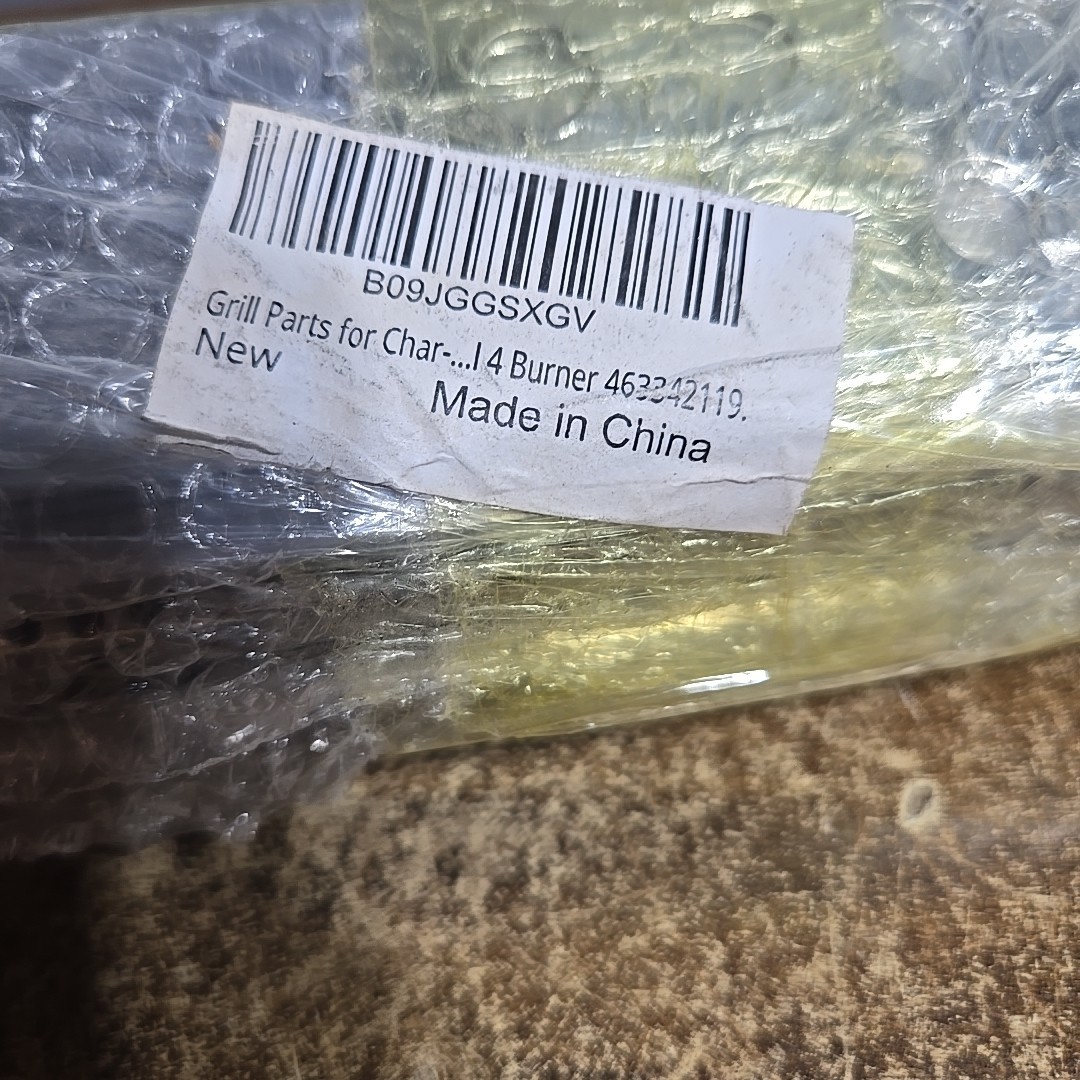 B09JGGSXGV
Grill Parts for Char-...l 4 Burner 463342119.
New
Made in China